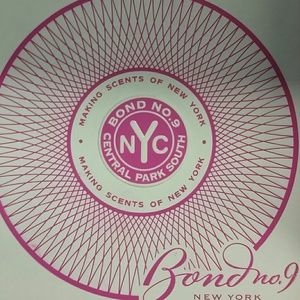 MAKING SCENTS OF NEW YORK
BOND NO. 9
NYC
CENTRAL PARK SOUTH
MAKING SCENTS OF NEW YORK
Bond no. 9
NEW YORK